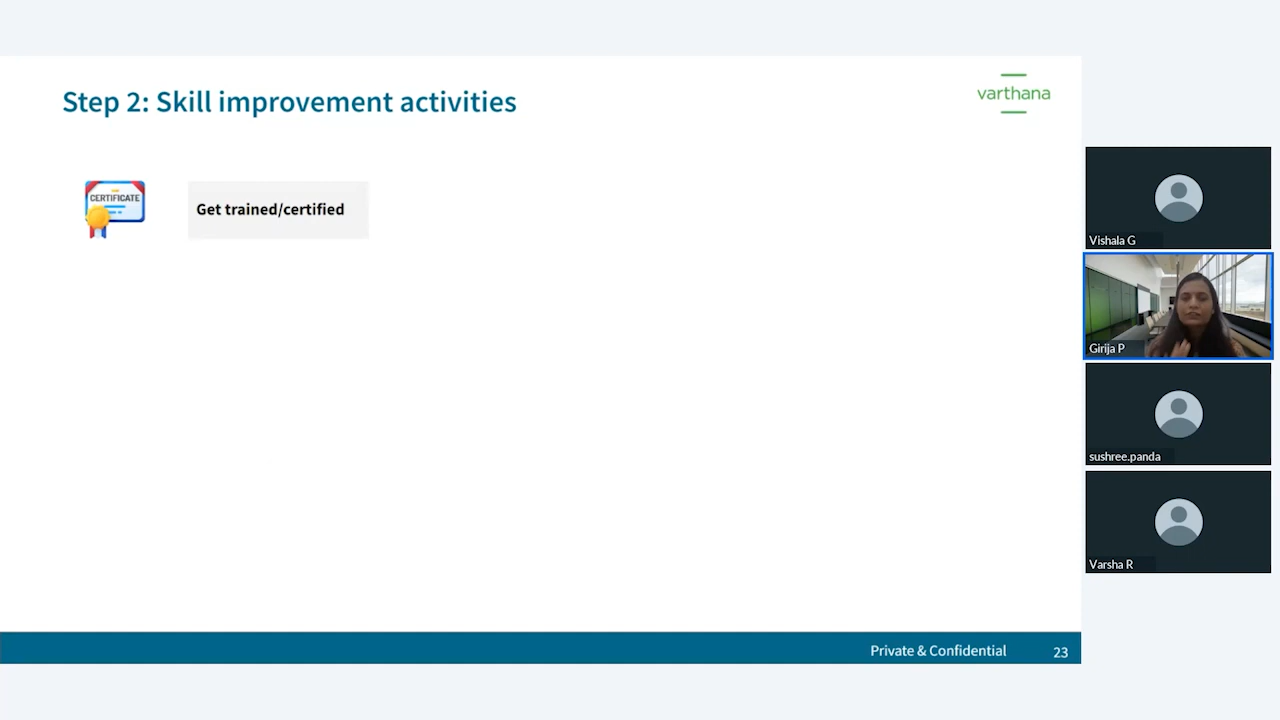 Step 2: Skill improvement activities
varthana
CERTIFICATE
Get trained/certified
Vishala G
Girija P
sushree.panda
Varsha R
Private & Confidential
23